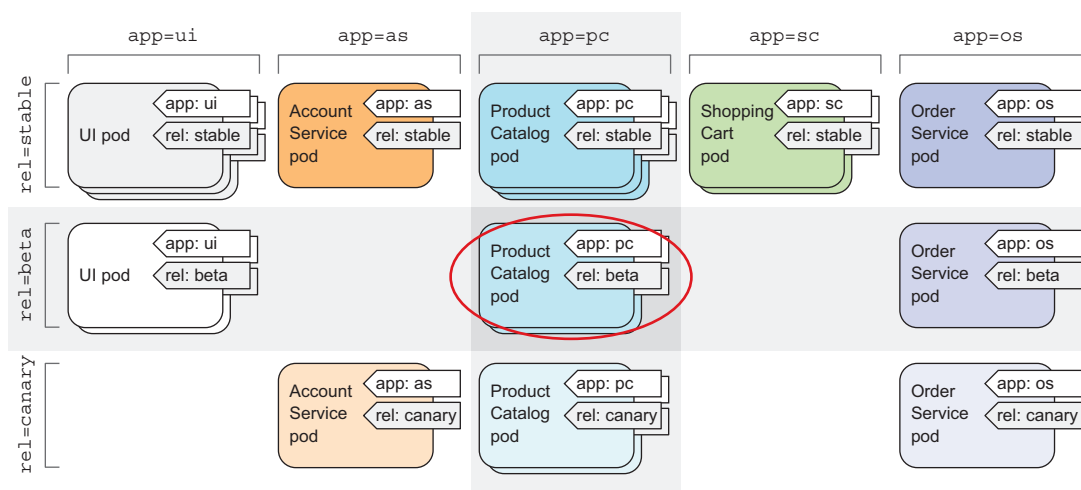 app=ui
app=as
app=pc
app=sc
app=os
rel=stable
UI pod
app: ui
rel: stable
Account
Service
pod
app: as
rel: stable
Product
Catalog
pod
app: pc
rel: stable
Shopping
Cart
pod
app: sc
rel: stable
Order
Service
pod
app: os
rel: stable
rel=beta
UI pod
app: ui
rel: beta
Product
Catalog
pod
app: pc
rel: beta
Order
Service
pod
app: os
rel: beta
rel=canary
Account
Service
pod
app: as
rel: canary
Product
Catalog
pod
app: pc
rel: canary
Order
Service
pod
app: os
rel: canary